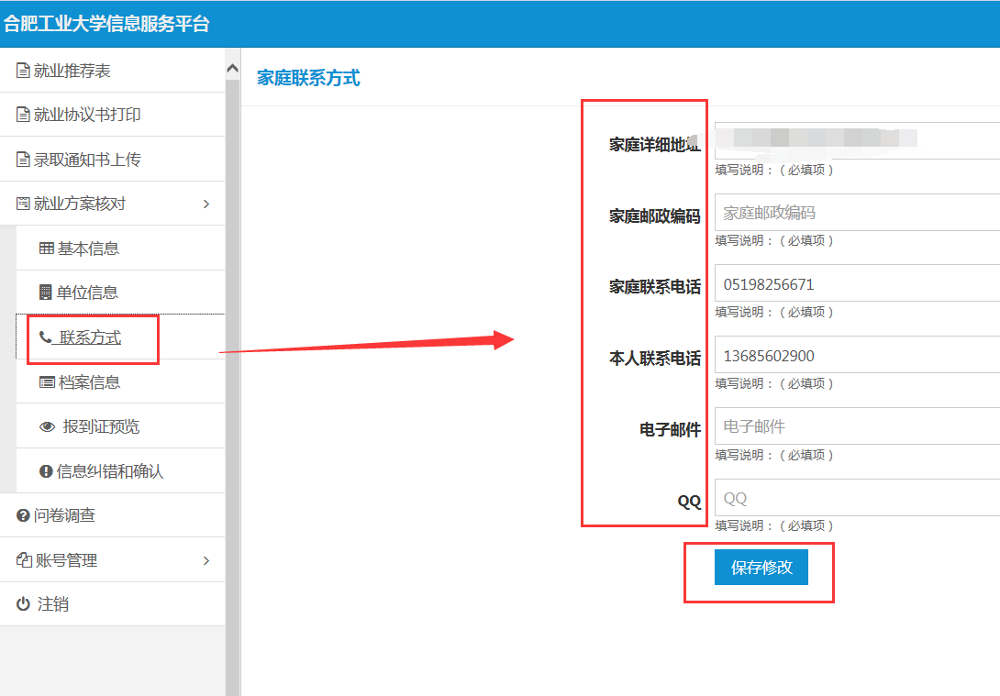 合肥工业大学信息服务平台
就业推荐表
就业协议书打印
录取通知书上传
就业方案核对
基本信息
单位信息
联系方式
档案信息
报到证预览
信息纠错和确认
问卷调查
账号管理
注销
家庭联系方式
家庭详细地址
填写说明：（必填项）
家庭邮政编码 家庭邮政编码
填写说明：（必填项）
家庭联系电话 05198256671
填写说明：（必填项）
本人联系电话 13685602900
填写说明：（必填项）
电子邮件 电子邮件
填写说明：（必填项）
QQ QQ
填写说明：（必填项）
保存修改